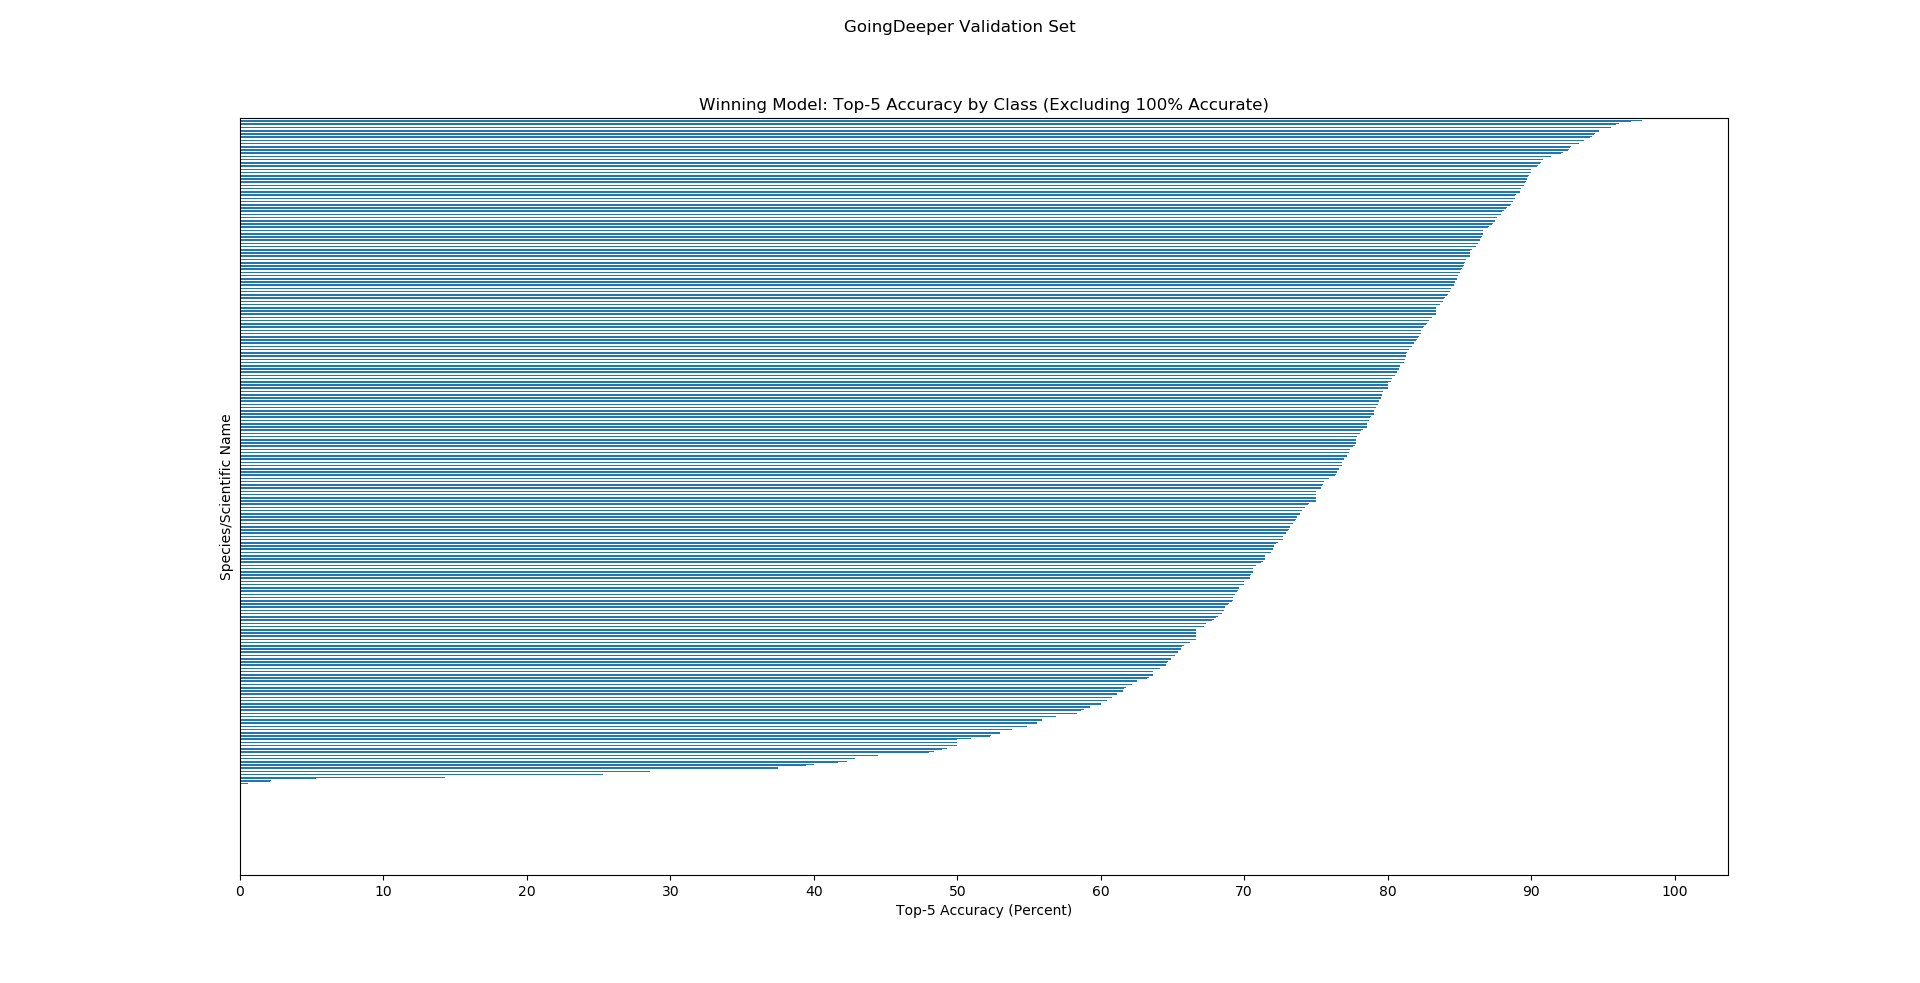 GoingDeeper Validation Set
Winning Model: Top-5 Accuracy by Class (Excluding 100% Accurate)
Species/Scientific Name
0 10 20 30 40 50 60 70 80 90 100
Top-5 Accuracy (Percent)